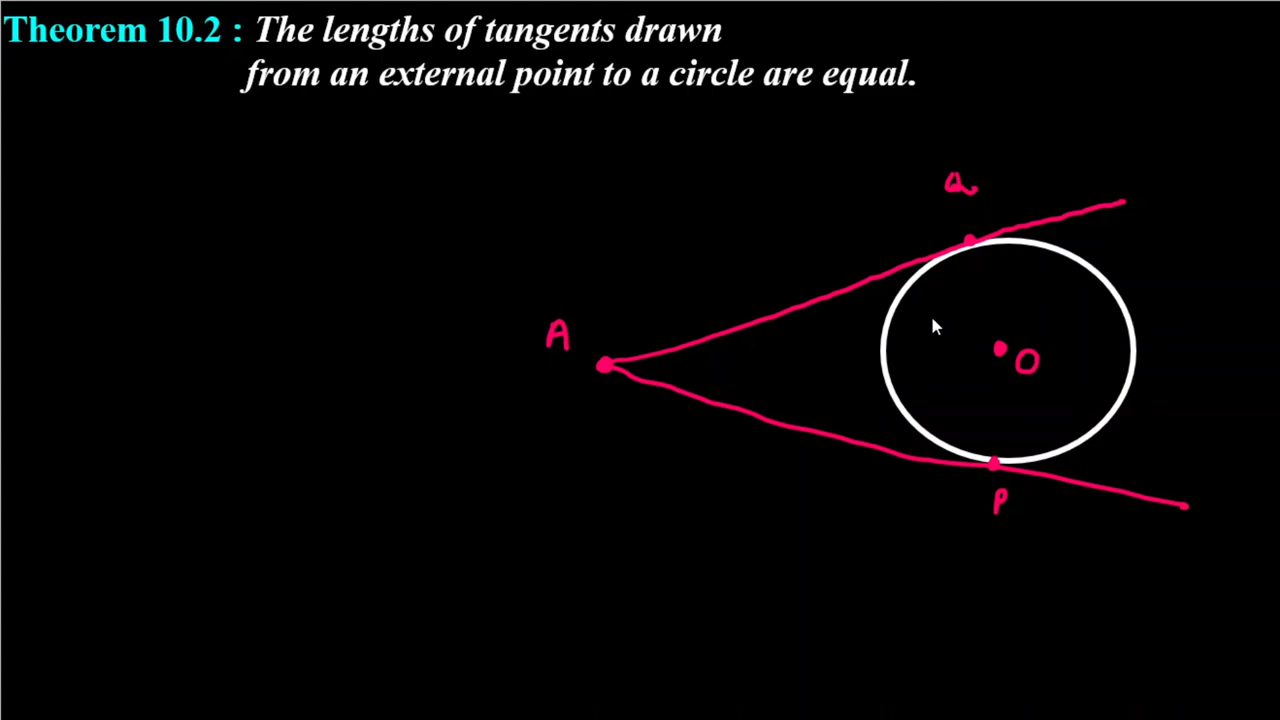 Theorem 10.2 : The lengths of tangents drawn
from an external point to a circle are equal.
Q
A
O
P